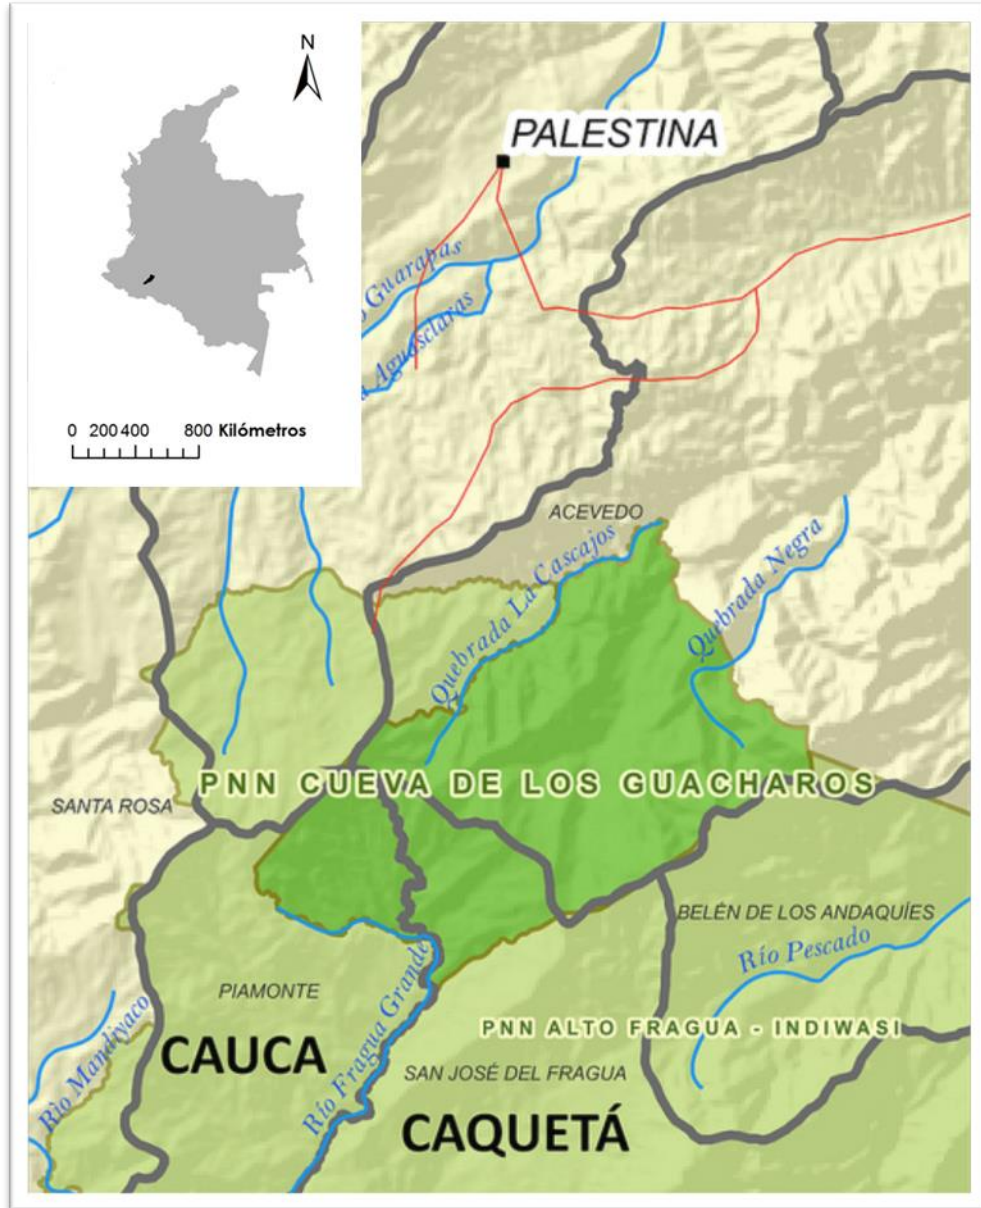 N
PALESTINA
0 200 400 800 Kilómetros
Guarapas
Aguasclaras
ACEVEDO
Quebrada La Cascajos
Quebrada Negra
PNN CUEVA DE LOS GUACHAROS
SANTA ROSA
BELÉN DE LOS ANDAQUÍES
Río Pescado
PIAMONTE
PNN ALTO FRAGUA - INDIWASI
CAUCA
Río Mandiyaco
Río Fragua Grande
SAN JOSÉ DEL FRAGUA
CAQUETÁ